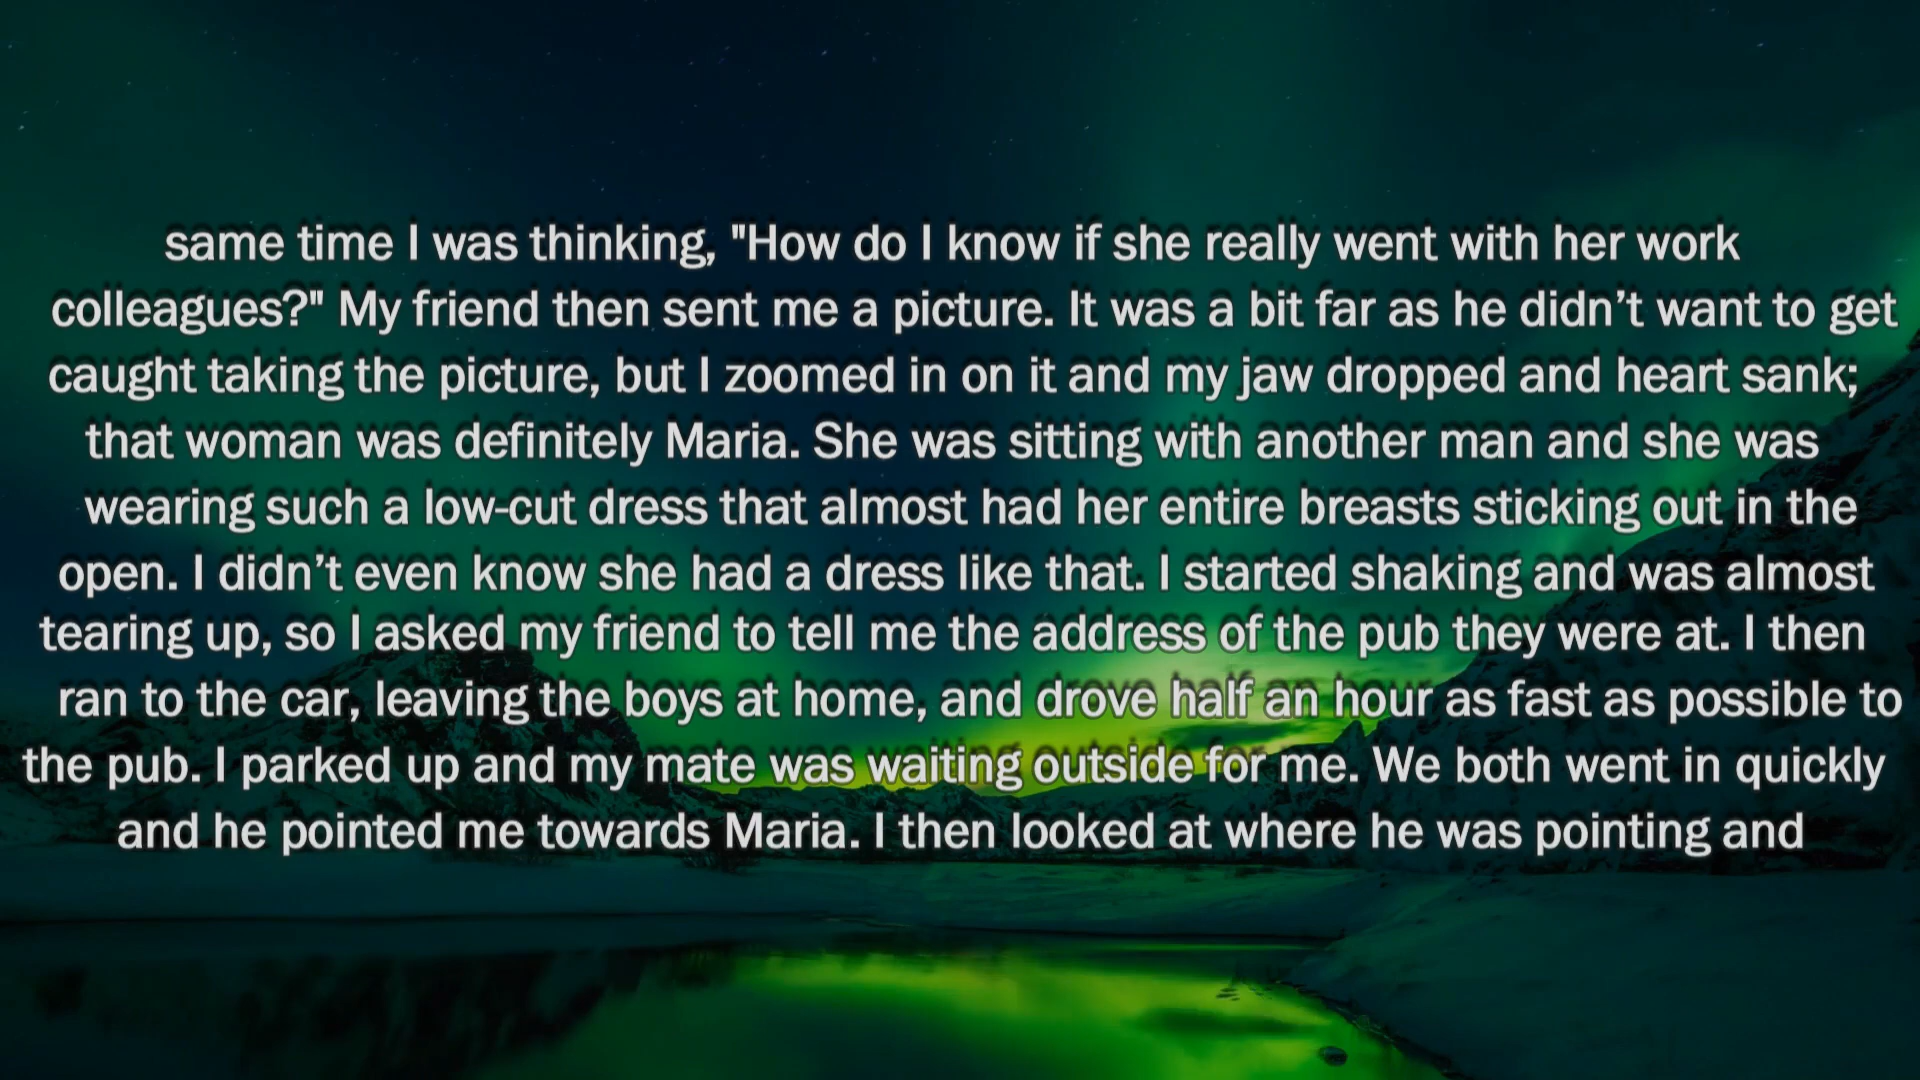 same time I was thinking, "How do I know if she really went with her work
colleagues?" My friend then sent me a picture. It was a bit far as he didn’t want to get
caught taking the picture, but I zoomed in on it and my jaw dropped and heart sank;
that woman was definitely Maria. She was sitting with another man and she was
wearing such a low-cut dress that almost had her entire breasts sticking out in the
open. I didn’t even know she had a dress like that. I started shaking and was almost
tearing up, so I asked my friend to tell me the address of the pub they were at. I then
ran to the car, leaving the boys at home, and drove half an hour as fast as possible to
the pub. I parked up and my mate was waiting outside for me. We both went in quickly
and he pointed me towards Maria. I then looked at where he was pointing and